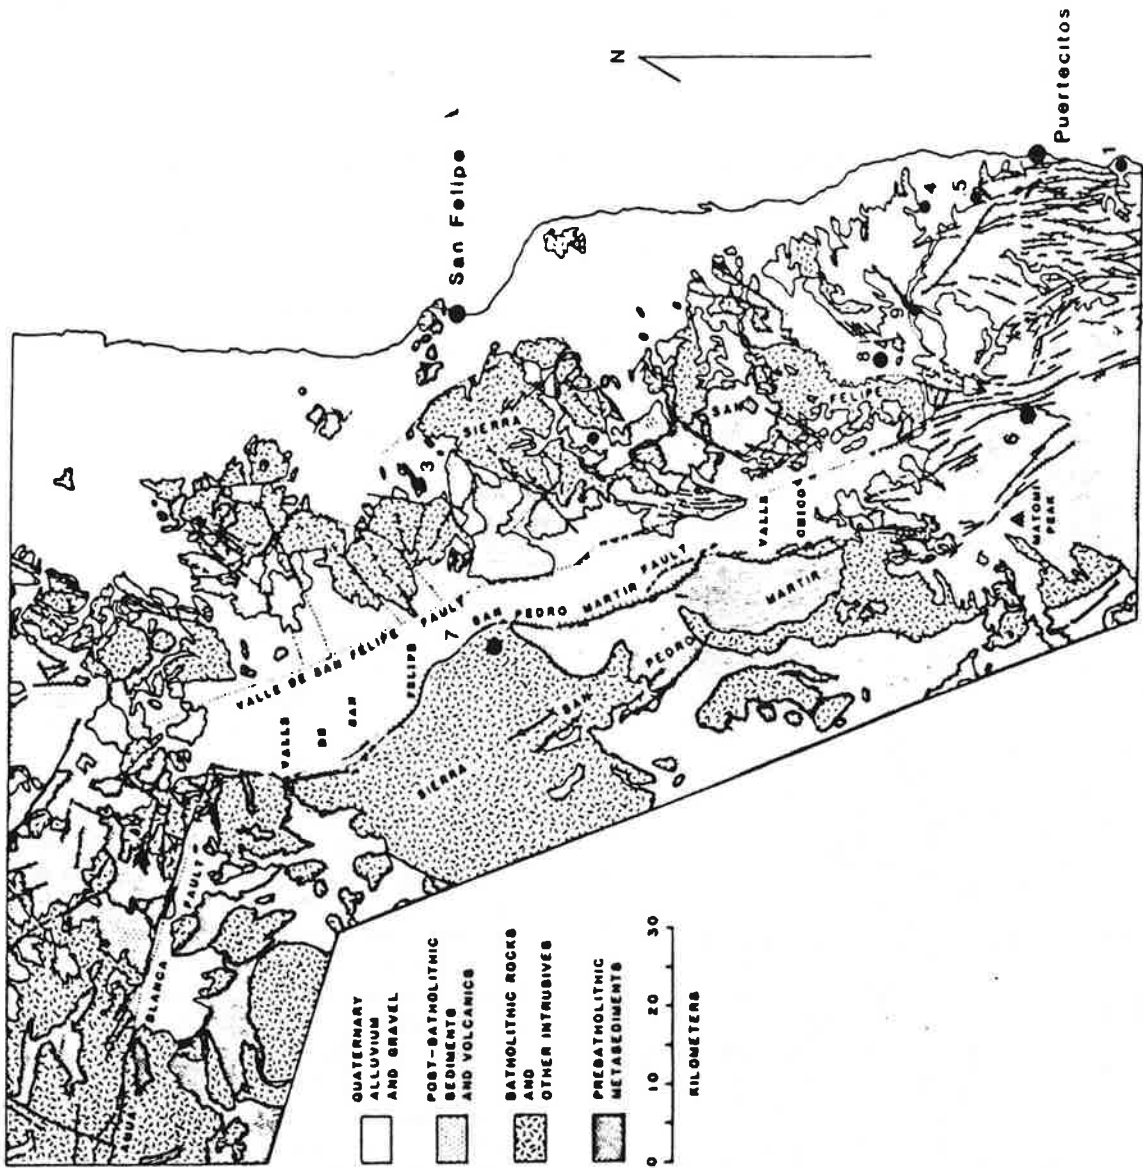 N
San Felipe
Puertecitos
1
4
5
9
8
6
2
3
7
SIERRA
SAN
FELIPE
VALLE DE SAN FELIPE FAULT
VALLE
DE
SAN
FELIPE
SAN PEDRO MARTIR FAULT
VALLE
CHICO
SIERRA
SAN
PEDRO
MARTIR
MATOMI
PEAK
AGUA BLANCA FAULT
QUATERNARY
ALLUVIUM
AND GRAVEL
POST-BATHOLITHIC
SEDIMENTS
AND VOLCANICS
BATHOLITHIC ROCKS
AND
OTHER INTRUSIVES
PREBATHOLITHIC
METASEDIMENTS
0 10 20 30
KILOMETERS